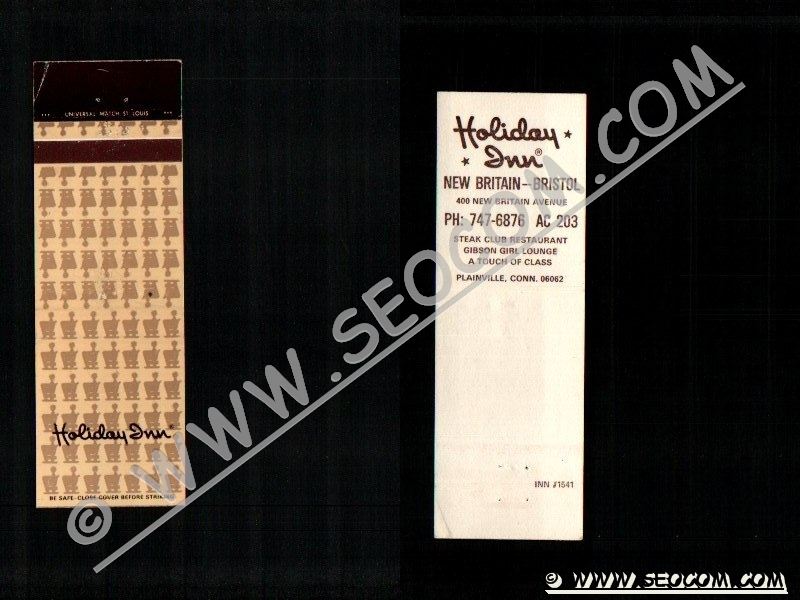 ••• UNIVERSAL MATCH ST LOUIS •••
Holiday Inn®
BE SAFE-CLOSE COVER BEFORE STRIKING
Holiday
Inn®
NEW BRITAIN—BRISTOL
400 NEW BRITAIN AVENUE
PH: 747-6876 AC 203
STEAK CLUB RESTAURANT
GIBSON GIRL LOUNGE
A TOUCH OF CLASS
PLAINVILLE, CONN. 06062
INN #1541
© WWW.SEOCOM.COM
© WWW.SEOCOM.COM